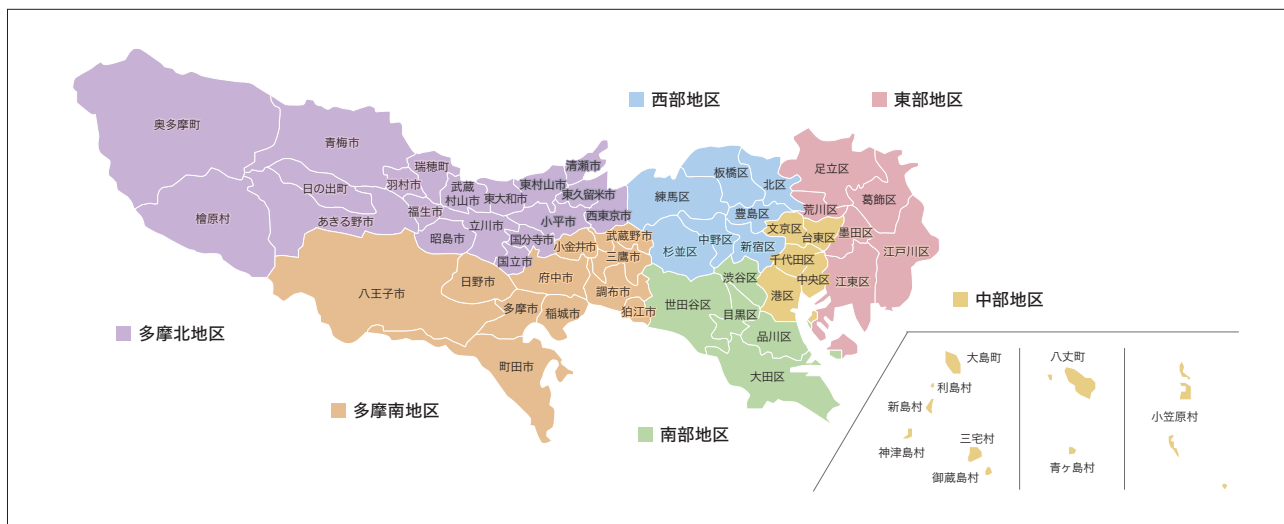 西部地区
東部地区
奥多摩町
青梅市
瑞穂町
清瀬市
板橋区
足立区
日の出町
羽村市
武蔵
村山市
東大和市
東村山市
東久留米市
練馬区
北区
葛飾区
檜原村
あきる野市
福生市
立川市
小平市
西東京市
豊島区
荒川区
文京区
台東区
墨田区
昭島市
国分寺市
小金井市
武蔵野市
杉並区
中野区
新宿区
江戸川区
国立市
三鷹市
千代田区
八王子市
日野市
府中市
調布市
世田谷区
渋谷区
港区
中央区
江東区
中部地区
多摩市
稲城市
狛江市
目黒区
品川区
多摩北地区
町田市
大田区
多摩南地区
南部地区
大島町
利島村
新島村
神津島村
三宅村
御蔵島村
八丈町
青ヶ島村
小笠原村